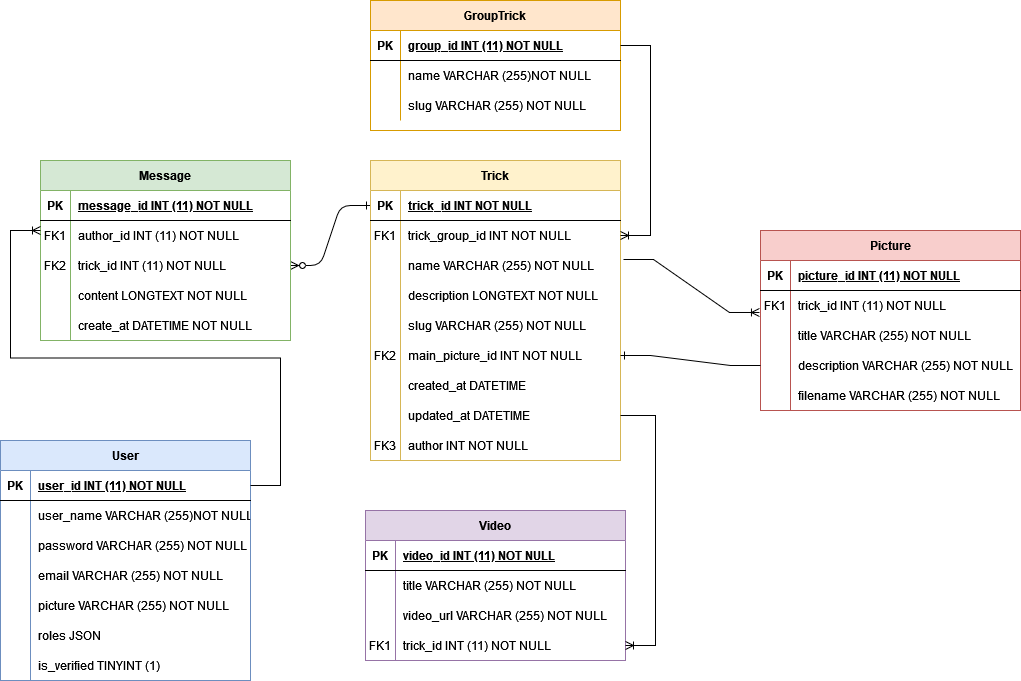 GroupTrick
PK group_id INT (11) NOT NULL
name VARCHAR (255)NOT NULL
slug VARCHAR (255) NOT NULL
Message
PK message_id INT (11) NOT NULL
FK1 author_id INT (11) NOT NULL
FK2 trick_id INT (11) NOT NULL
content LONGTEXT NOT NULL
create_at DATETIME NOT NULL
Trick
PK trick_id INT NOT NULL
FK1 trick_group_id INT NOT NULL
name VARCHAR (255) NOT NULL
description LONGTEXT NOT NULL
slug VARCHAR (255) NOT NULL
FK2 main_picture_id INT NOT NULL
created_at DATETIME
updated_at DATETIME
FK3 author INT NOT NULL
Picture
PK picture_id INT (11) NOT NULL
FK1 trick_id INT (11) NOT NULL
title VARCHAR (255) NOT NULL
description VARCHAR (255) NOT NULL
filename VARCHAR (255) NOT NULL
User
PK user_id INT (11) NOT NULL
user_name VARCHAR (255)NOT NULL
password VARCHAR (255) NOT NULL
email VARCHAR (255) NOT NULL
picture VARCHAR (255) NOT NULL
roles JSON
is_verified TINYINT (1)
Video
PK video_id INT (11) NOT NULL
title VARCHAR (255) NOT NULL
video_url VARCHAR (255) NOT NULL
FK1 trick_id INT (11) NOT NULL